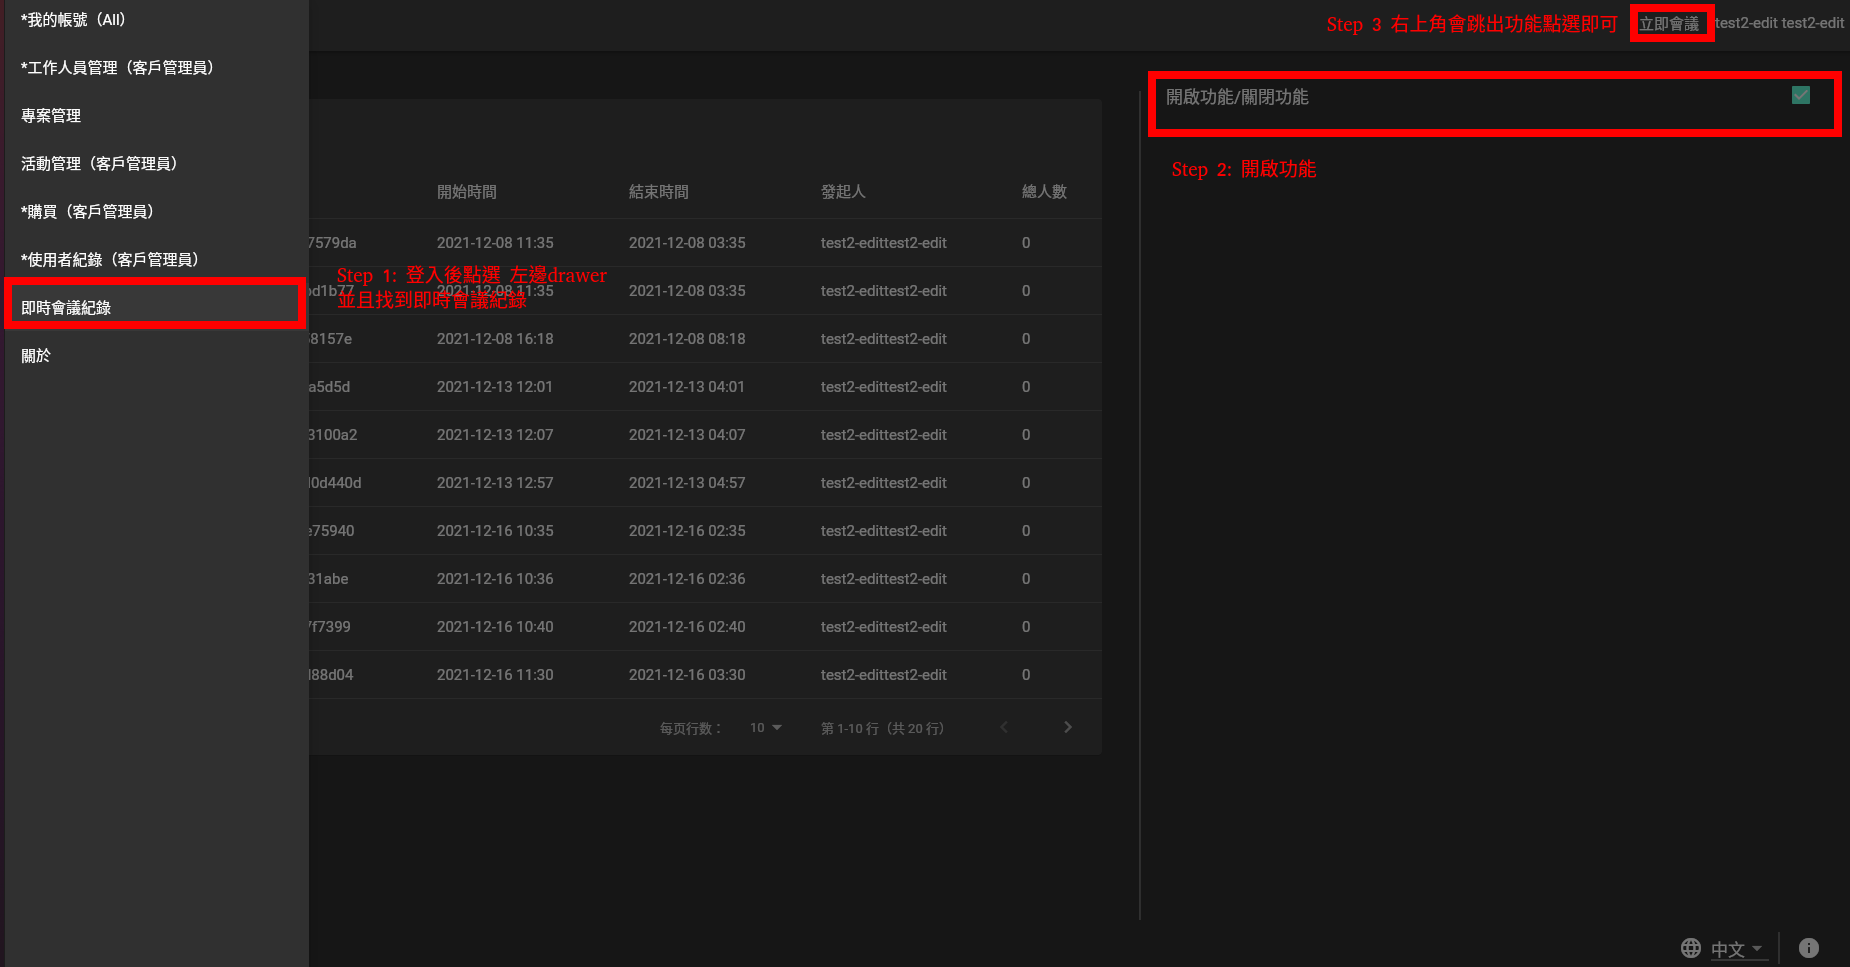 *我的帳號（All）
*工作人員管理（客戶管理員）
專案管理
活動管理（客戶管理員）
*購買（客戶管理員）
*使用者紀錄（客戶管理員）
即時會議紀錄
關於
Step 3 右上角會跳出功能點選即可
立即會議
test2-edit test2-edit
開啟功能/關閉功能
Step 2: 開啟功能
Step 1: 登入後點選 左邊drawer
並且找到即時會議紀錄
開始時間 結束時間 發起人 總人數
7579da 2021-12-08 11:35 2021-12-08 03:35 test2-edittest2-edit 0
d1b77 2021-12-08 11:35 2021-12-08 03:35 test2-edittest2-edit 0
8157e 2021-12-08 16:18 2021-12-08 08:18 test2-edittest2-edit 0
a5d5d 2021-12-13 12:01 2021-12-13 04:01 test2-edittest2-edit 0
3100a2 2021-12-13 12:07 2021-12-13 04:07 test2-edittest2-edit 0
0d440d 2021-12-13 12:57 2021-12-13 04:57 test2-edittest2-edit 0
e75940 2021-12-16 10:35 2021-12-16 02:35 test2-edittest2-edit 0
31abe 2021-12-16 10:36 2021-12-16 02:36 test2-edittest2-edit 0
7f7399 2021-12-16 10:40 2021-12-16 02:40 test2-edittest2-edit 0
88d04 2021-12-16 11:30 2021-12-16 03:30 test2-edittest2-edit 0
每页行数： 10 第 1-10 行（共 20 行）
中文